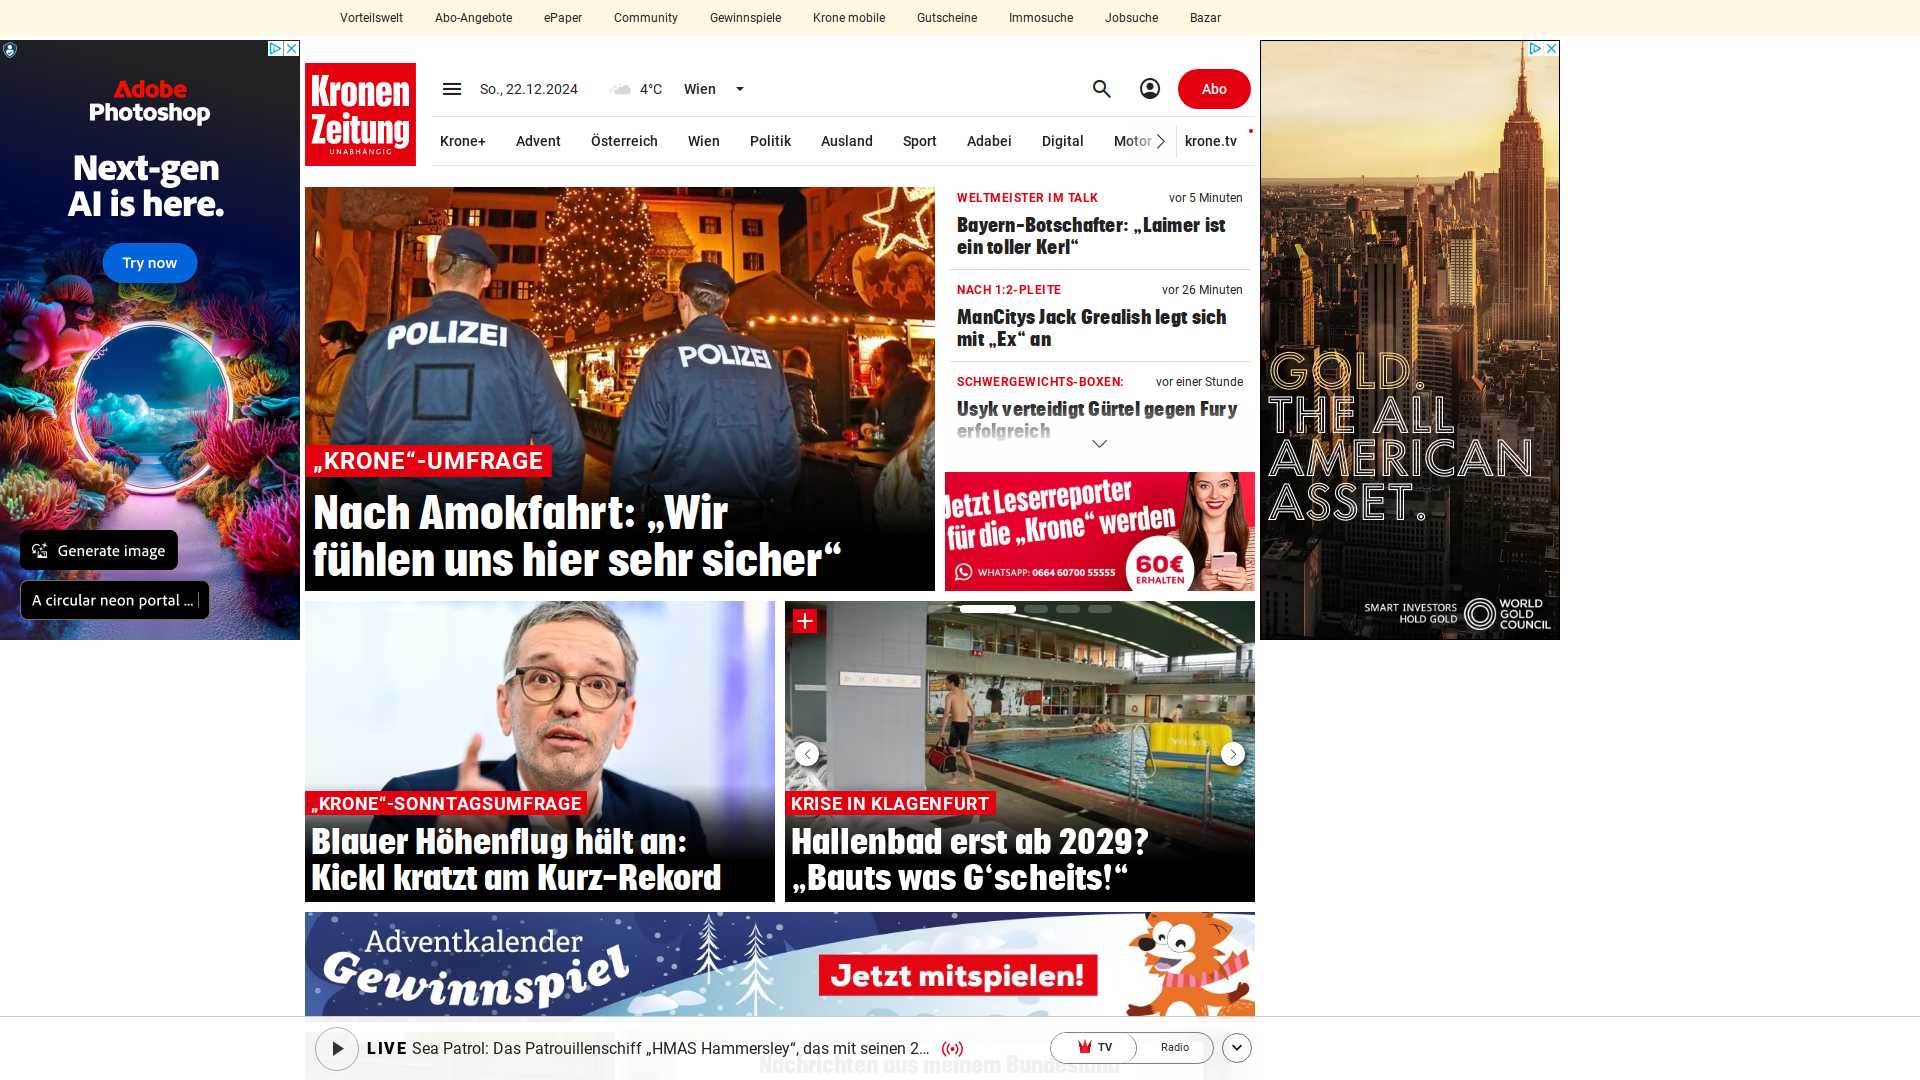 Vorteilswelt Abo-Angebote ePaper Community Gewinnspiele Krone mobile Gutscheine Immosuche Jobsuche Bazar
Adobe
Photoshop
Next-gen
AI is here.
Try now
Generate image
A circular neon portal ...
Kronen
Zeitung
UNABHÄNGIG
So., 22.12.2024 4°C Wien
Abo
Krone+ Advent Österreich Wien Politik Ausland Sport Adabei Digital Motor krone.tv
POLIZEI
POLIZEI
„KRONE“-UMFRAGE
Nach Amokfahrt: „Wir
fühlen uns hier sehr sicher“
WELTMEISTER IM TALK vor 5 Minuten
Bayern-Botschafter: „Laimer ist
ein toller Kerl“
NACH 1:2-PLEITE vor 26 Minuten
ManCitys Jack Grealish legt sich
mit „Ex“ an
SCHWERGEWICHTS-BOXEN: vor einer Stunde
Usyk verteidigt Gürtel gegen Fury
erfolgreich
Jetzt Leserreporter
für die „Krone“ werden
WHATSAPP: 0664 60700 55555
60€
ERHALTEN
GOLD.
THE ALL
AMERICAN
ASSET.
SMART INVESTORS
HOLD GOLD
WORLD
GOLD
COUNCIL
„KRONE“-SONNTAGSUMFRAGE
Blauer Höhenflug hält an:
Kickl kratzt am Kurz-Rekord
KRISE IN KLAGENFURT
Hallenbad erst ab 2029?
„Bauts was G‘scheits!“
Adventkalender
Gewinnspiel
Jetzt mitspielen!
LIVE Sea Patrol: Das Patrouillenschiff „HMAS Hammersley“, das mit seinen 2...
TV Radio
Nachrichten aus meinem Bundesland